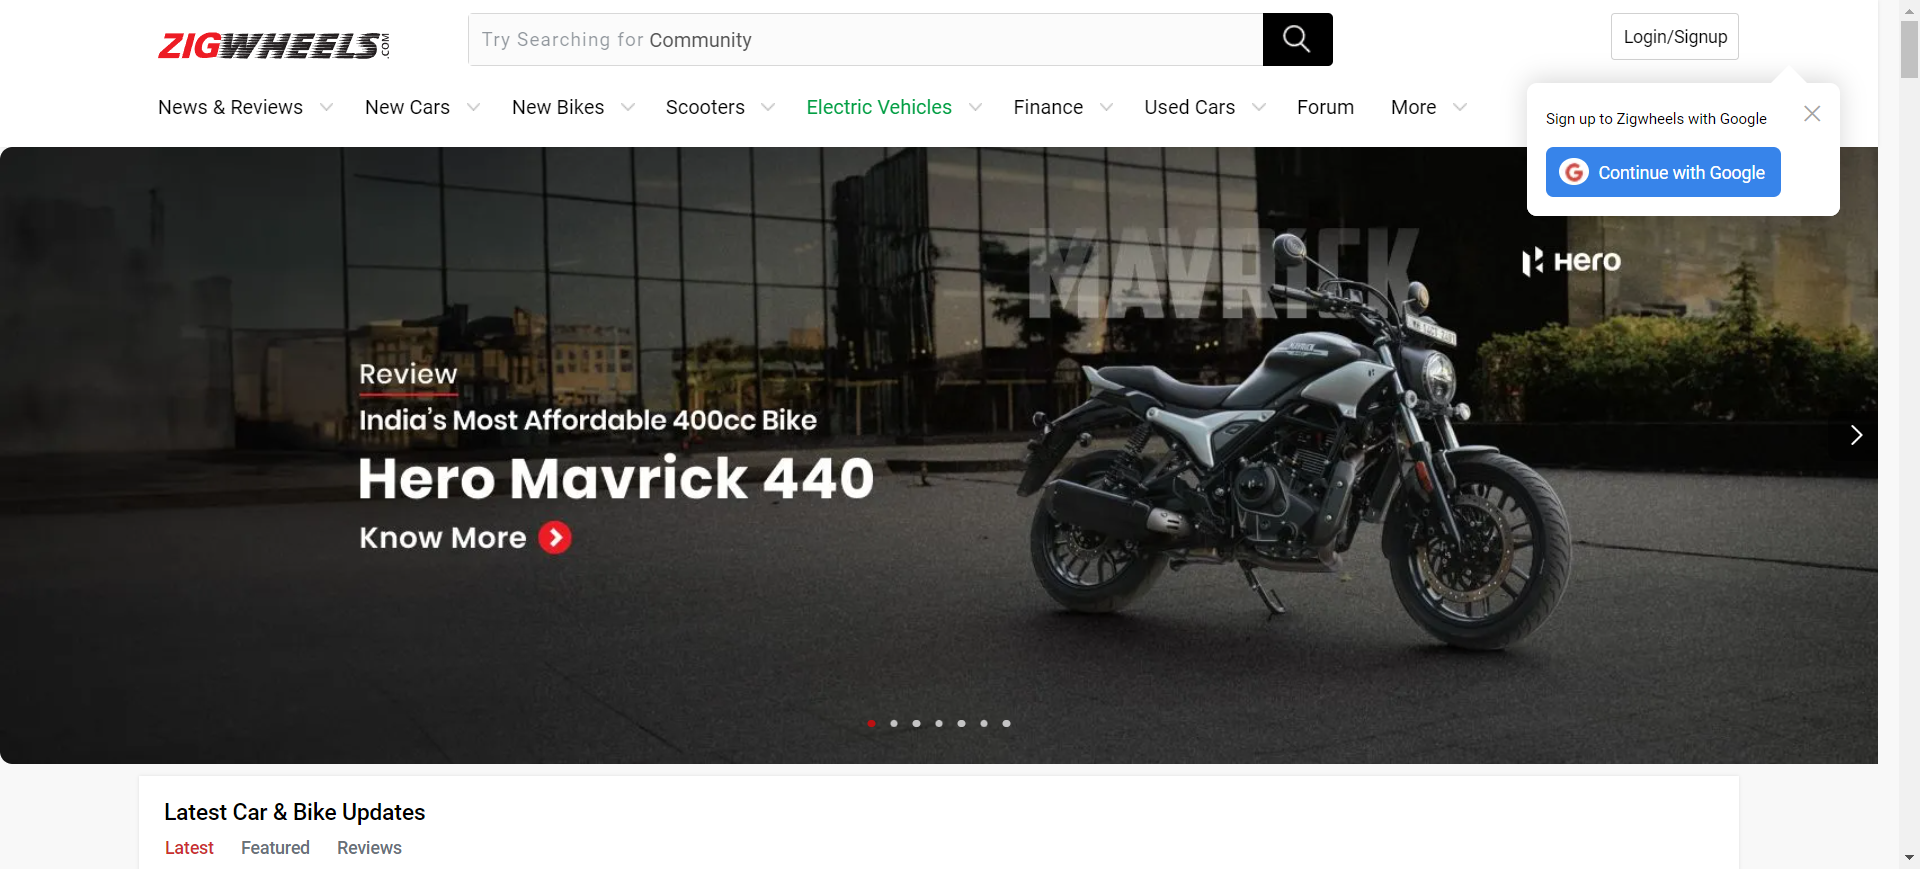 ZIGWHEELS.COM
Try Searching for Community
Login/Signup
News & Reviews
New Cars
New Bikes
Scooters
Electric Vehicles
Finance
Used Cars
Forum
More
Sign up to Zigwheels with Google
G Continue with Google
MAVRICK
Hero
Review
India's Most Affordable 400cc Bike
Hero Mavrick 440
Know More
Latest Car & Bike Updates
Latest
Featured
Reviews